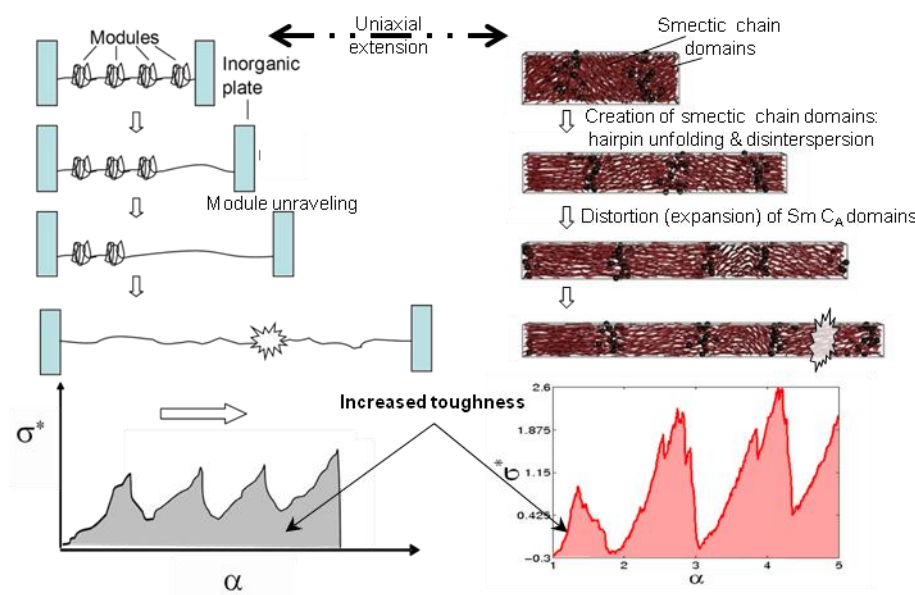 Modules
Inorganic
plate
Uniaxial
extension
Smectic chain
domains
Creation of smectic chain domains:
hairpin unfolding & disinterspersion
Module unraveling
Distortion (expansion) of Sm C_A domains
Increased toughness
σ*
α
σ*
2.6
1.875
1.15
0.425
-0.3
1 2 3 4 5
α